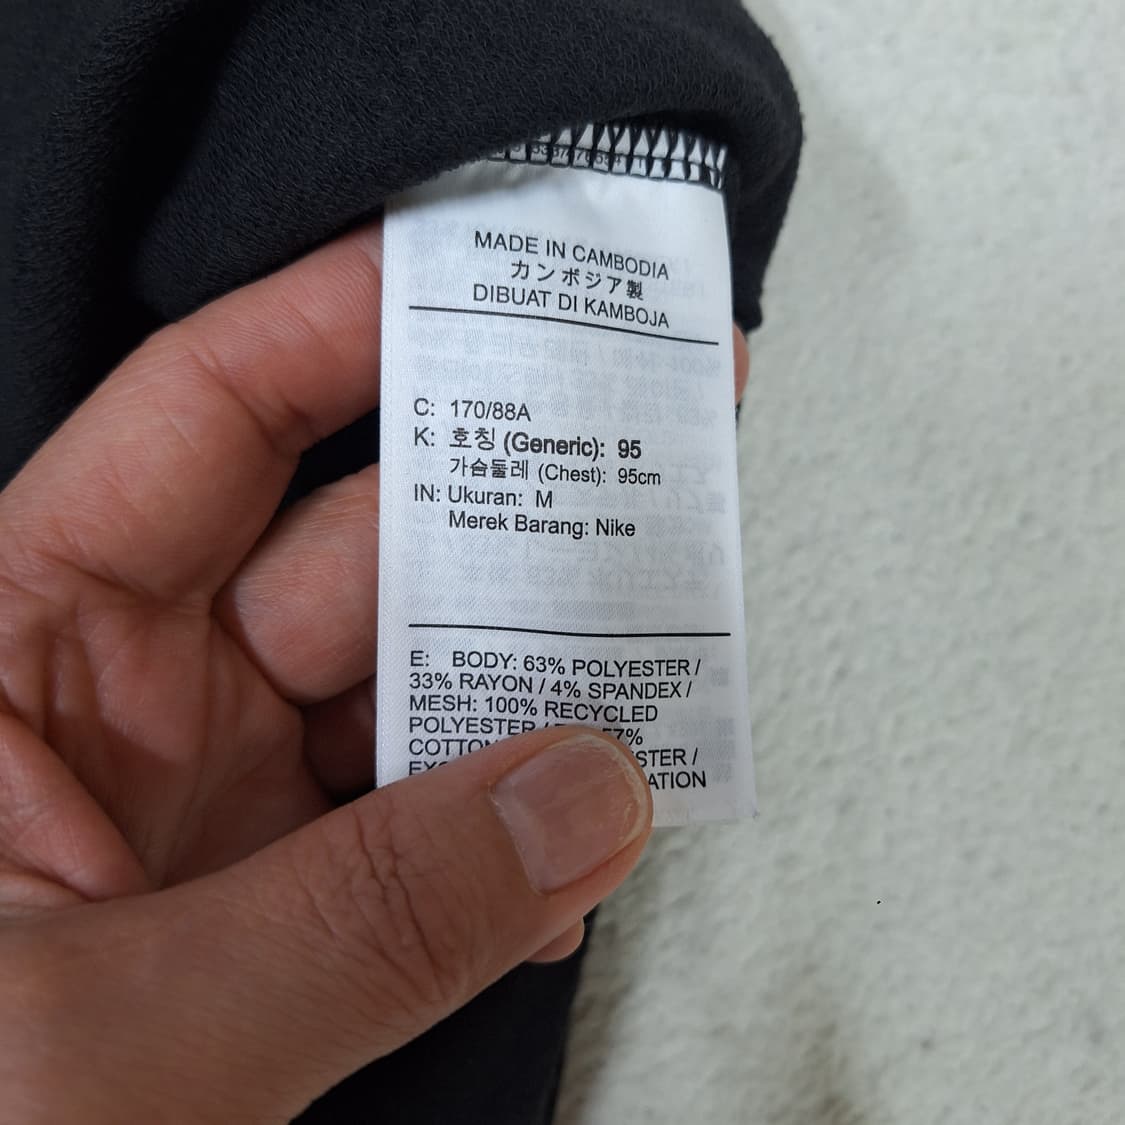 MADE IN CAMBODIA
カンボジア製
DIBUAT DI KAMBOJA
C: 170/88A
K: 호칭 (Generic): 95
가슴둘레 (Chest): 95cm
IN: Ukuran: M
Merek Barang: Nike
E: BODY: 63% POLYESTER /
33% RAYON / 4% SPANDEX /
MESH: 100% RECYCLED
POLYESTER / 57%